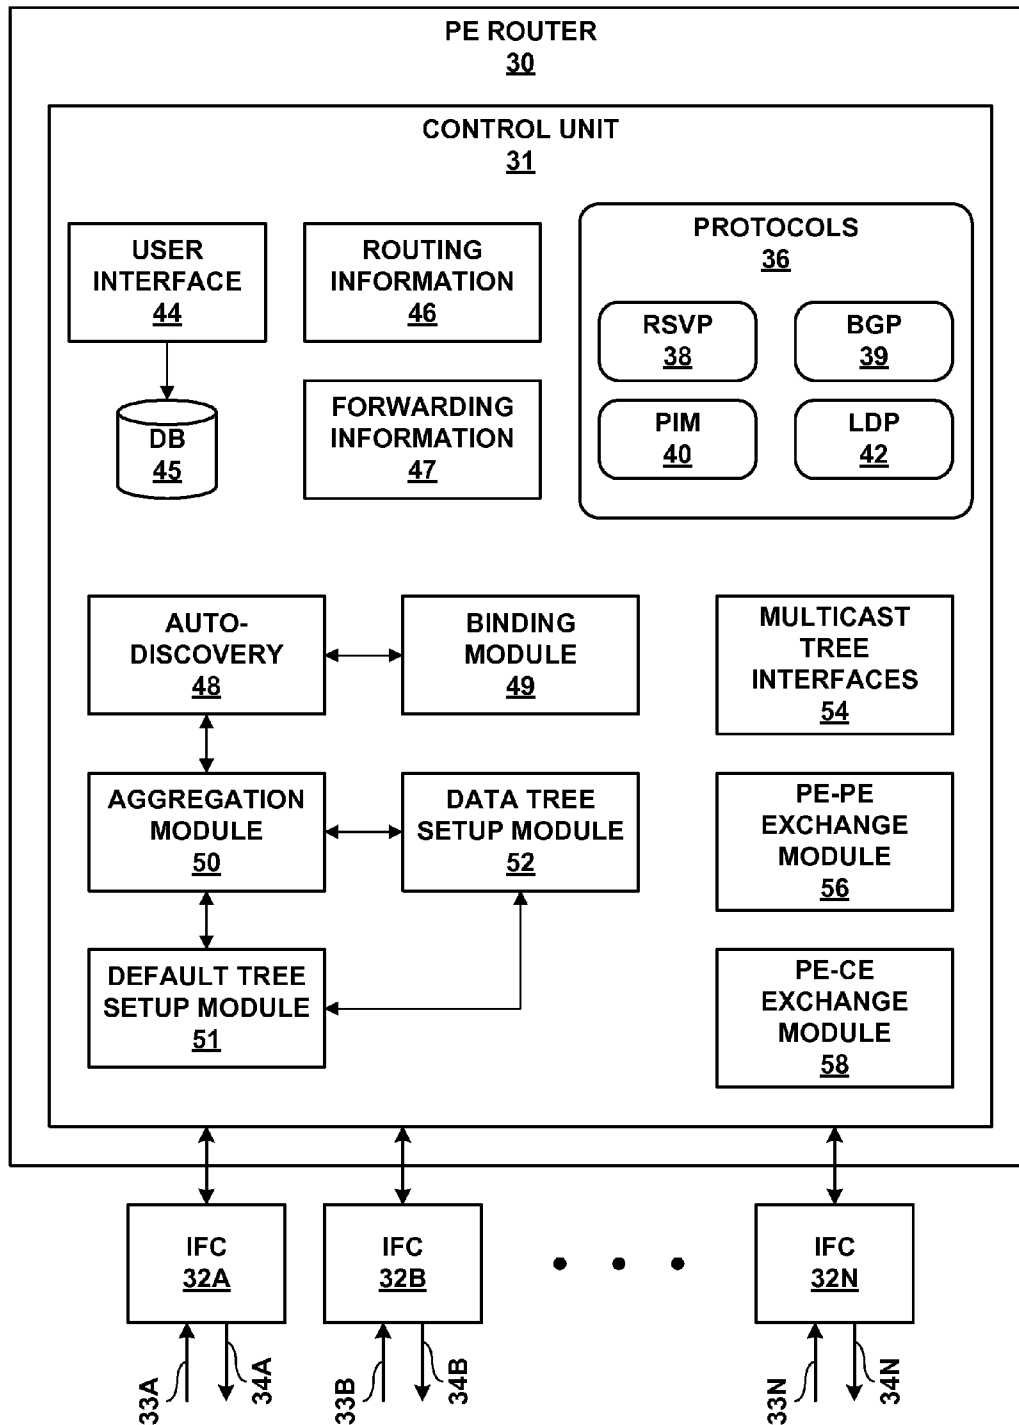 PE ROUTER
30
CONTROL UNIT
31
USER
INTERFACE
44
ROUTING
INFORMATION
46
PROTOCOLS
36
RSVP
38
BGP
39
PIM
40
LDP
42
DB
45
FORWARDING
INFORMATION
47
AUTO-
DISCOVERY
48
BINDING
MODULE
49
MULTICAST
TREE
INTERFACES
54
AGGREGATION
MODULE
50
DATA TREE
SETUP MODULE
52
PE-PE
EXCHANGE
MODULE
56
DEFAULT TREE
SETUP MODULE
51
PE-CE
EXCHANGE
MODULE
58
IFC
32A
IFC
32B
IFC
32N
33A
34A
33B
34B
33N
34N